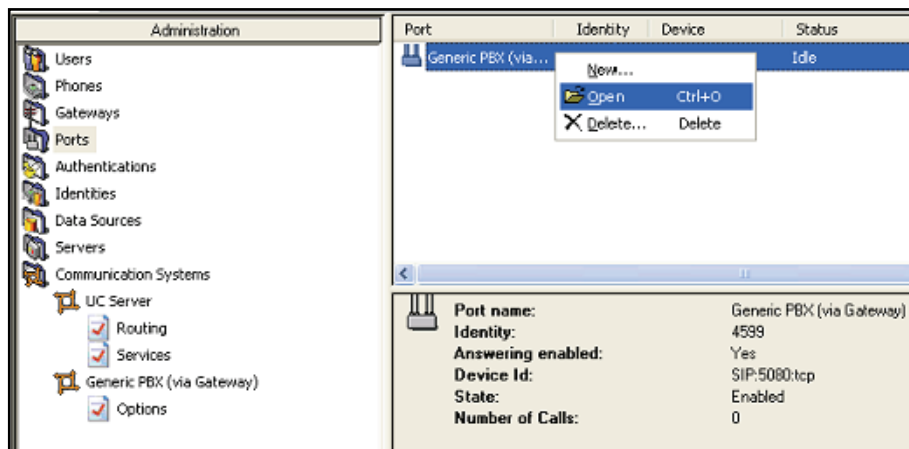 Administration
Users
Phones
Gateways
Ports
Authentications
Identities
Data Sources
Servers
Communication Systems
UC Server
Routing
Services
Generic PBX (via Gateway)
Options
Port Identity Device Status
Generic PBX (via... Idle
New...
Open Ctrl+O
Delete... Delete
Port name: Generic PBX (via Gateway)
Identity: 4599
Answering enabled: Yes
Device Id: SIP:5080:tcp
State: Enabled
Number of Calls: 0